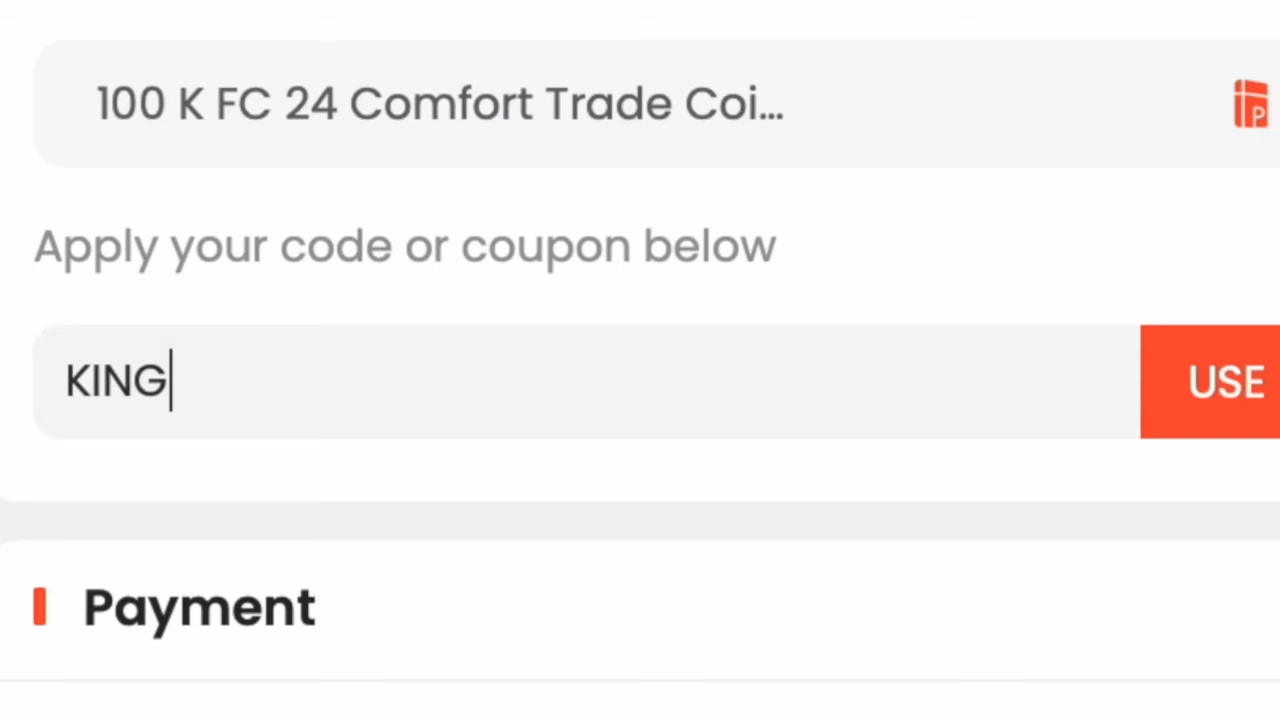 100 K FC 24 Comfort Trade Coi...
P
Apply your code or coupon below
KING
USE
Payment